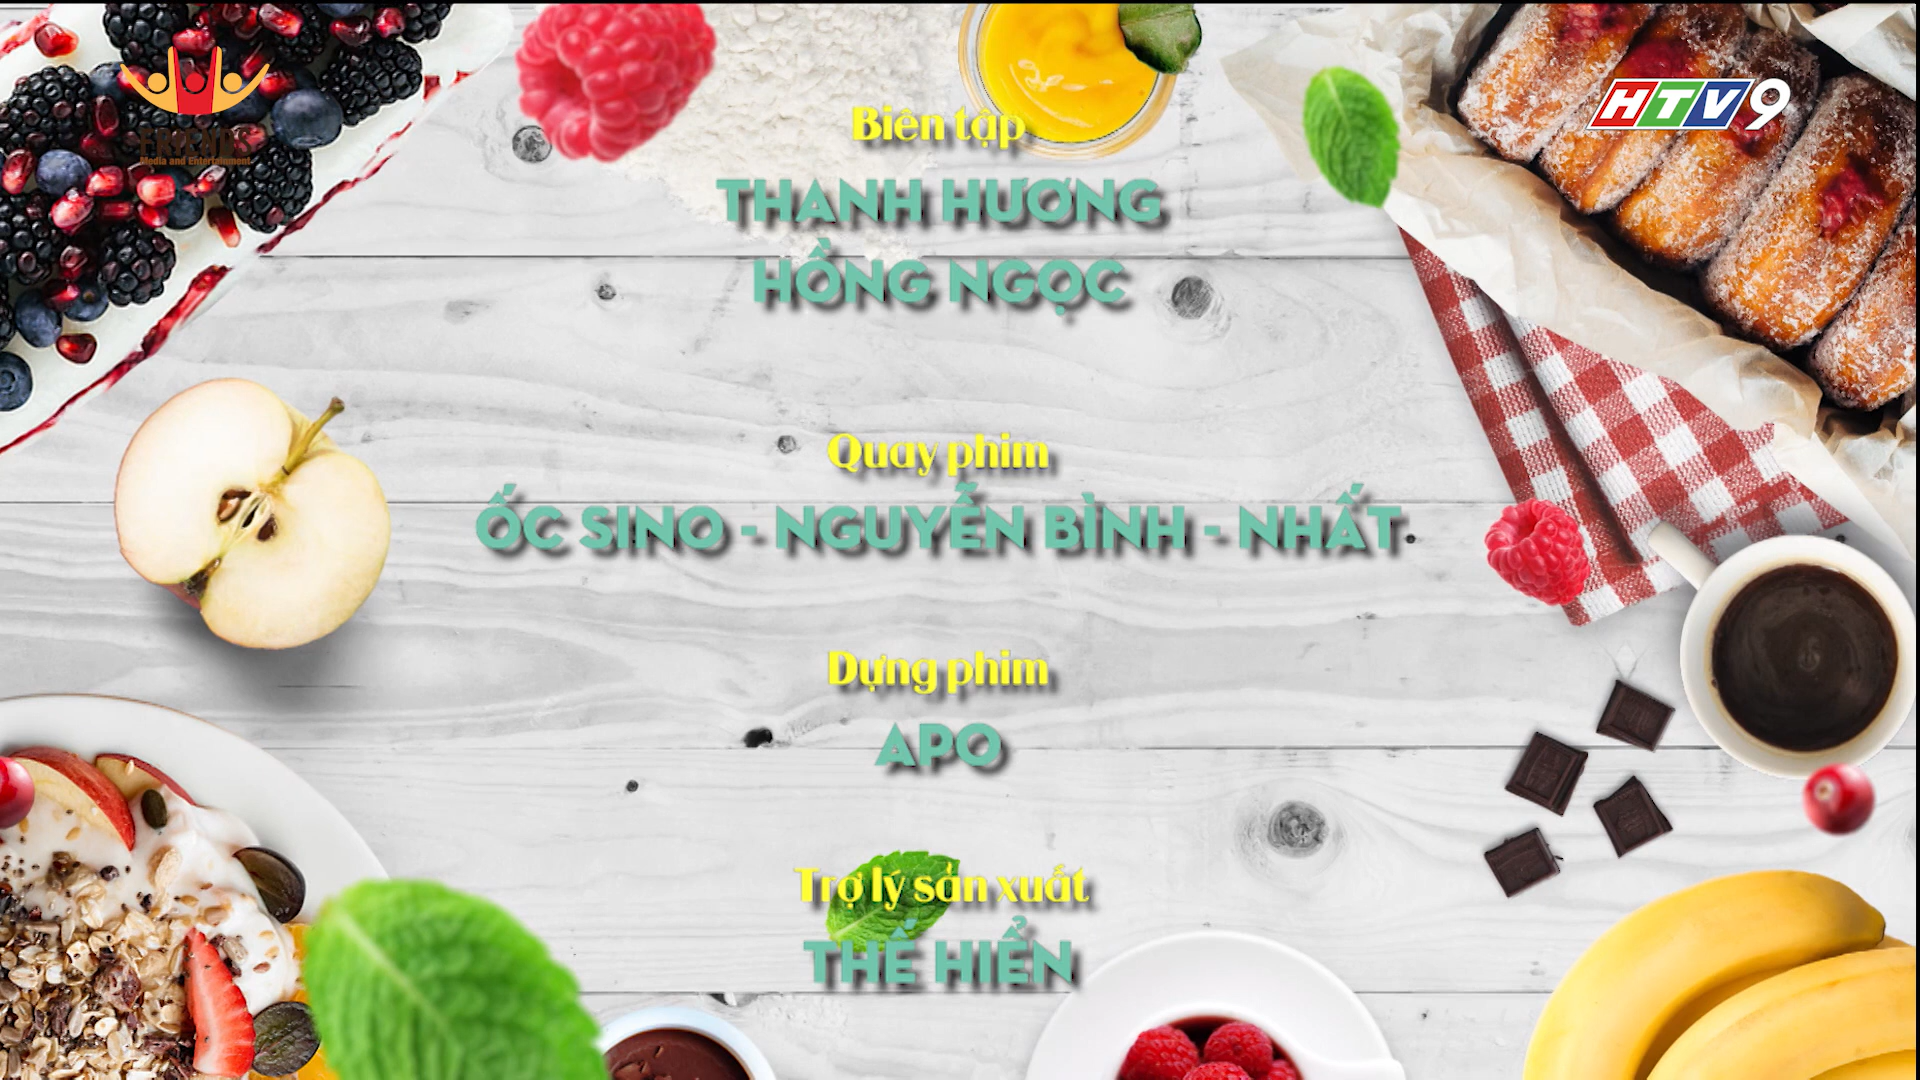 FRIENDS
Media and Entertainment
HTV9
Biên tập
THANH HƯƠNG
HỒNG NGỌC
Quay phim
ỐC SINO - NGUYỄN BÌNH - NHẤT
Dựng phim
APO
Trợ lý sản xuất
THẾ HIỂN